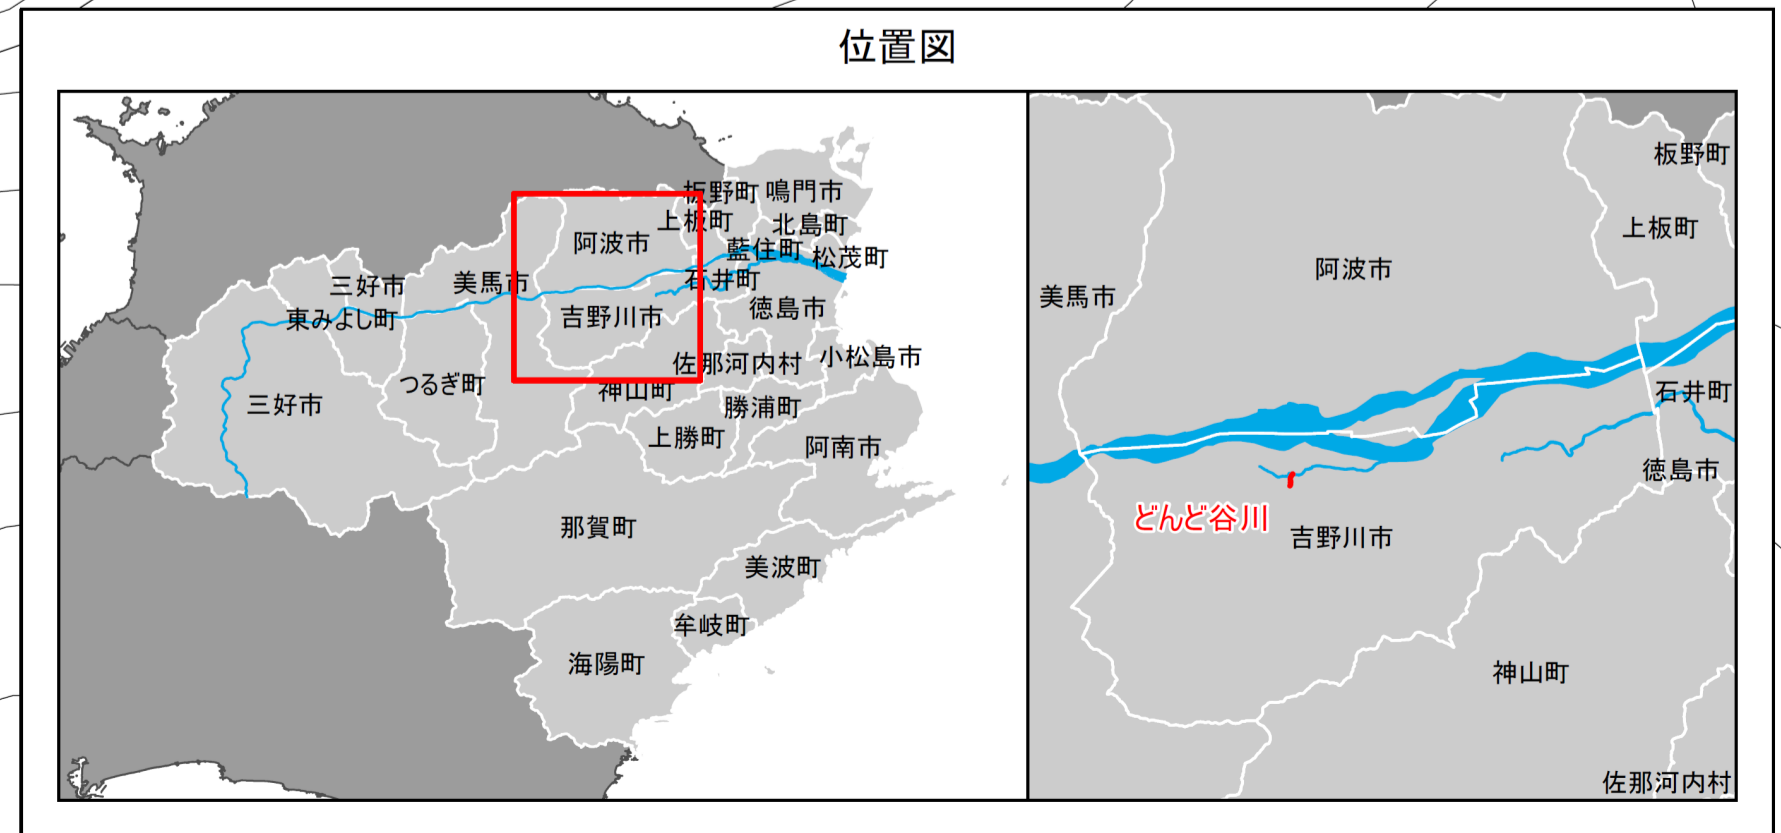 位置図
板野町
鳴門市
上板町
北島町
阿波市
藍住町
松茂町
三好市
美馬市
石井町
東みよし町
吉野川市
徳島市
佐那河内村
小松島市
つるぎ町
神山町
三好市
勝浦町
上勝町
阿南市
那賀町
美波町
牟岐町
海陽町
板野町
上板町
阿波市
美馬市
石井町
徳島市
どんど谷川
吉野川市
神山町
佐那河内村